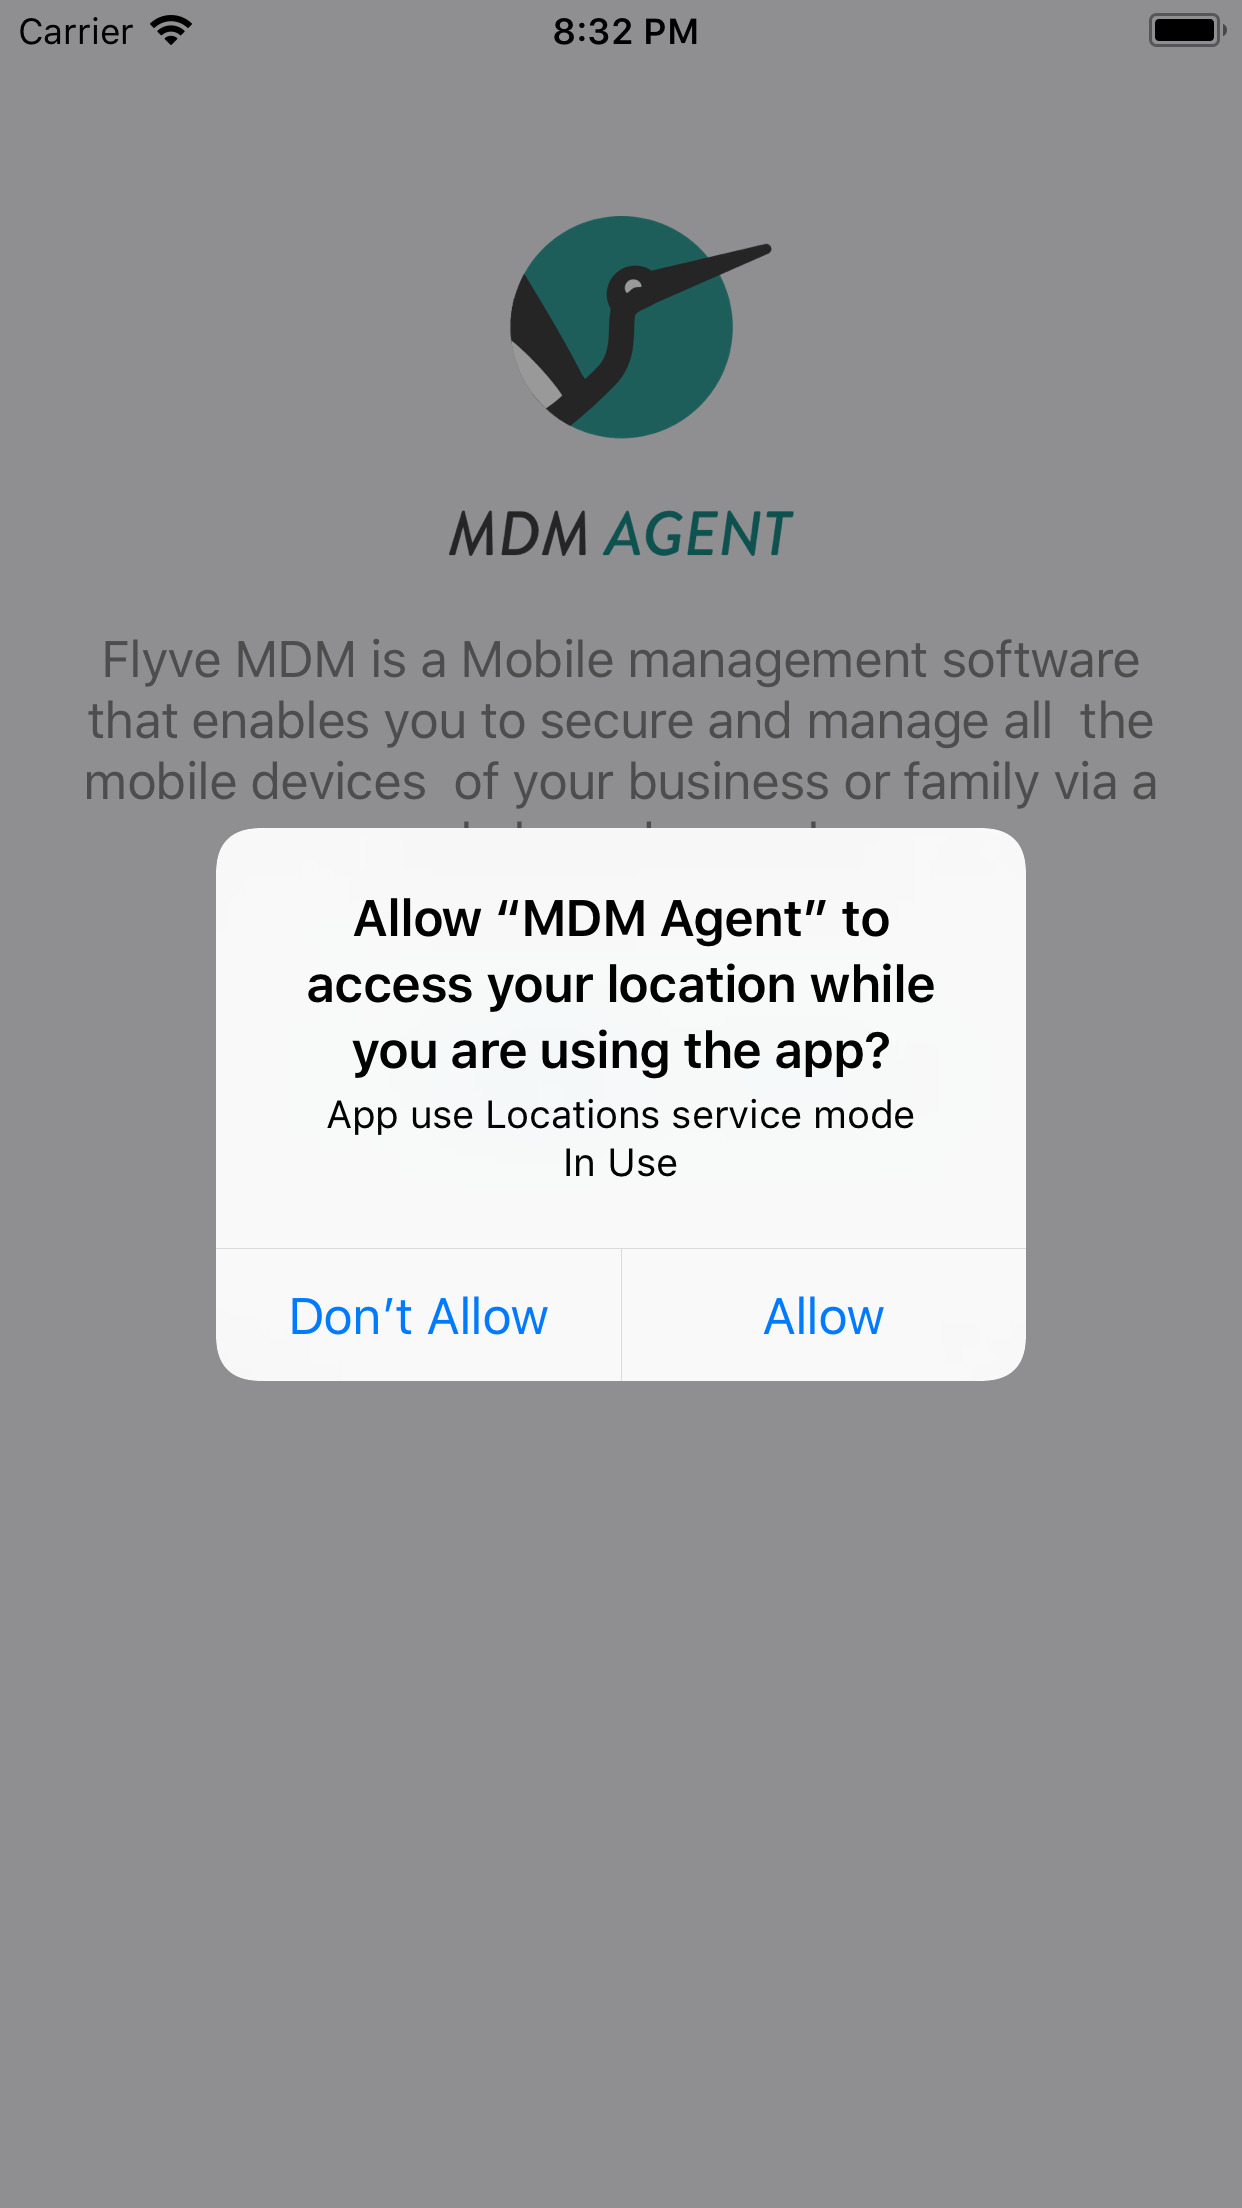 Carrier
8:32 PM
MDM AGENT
Flyve MDM is a Mobile management software
that enables you to secure and manage all  the
mobile devices  of your business or family via a
Allow “MDM Agent” to
access your location while
you are using the app?
App use Locations service mode
In Use
Don’t Allow
Allow